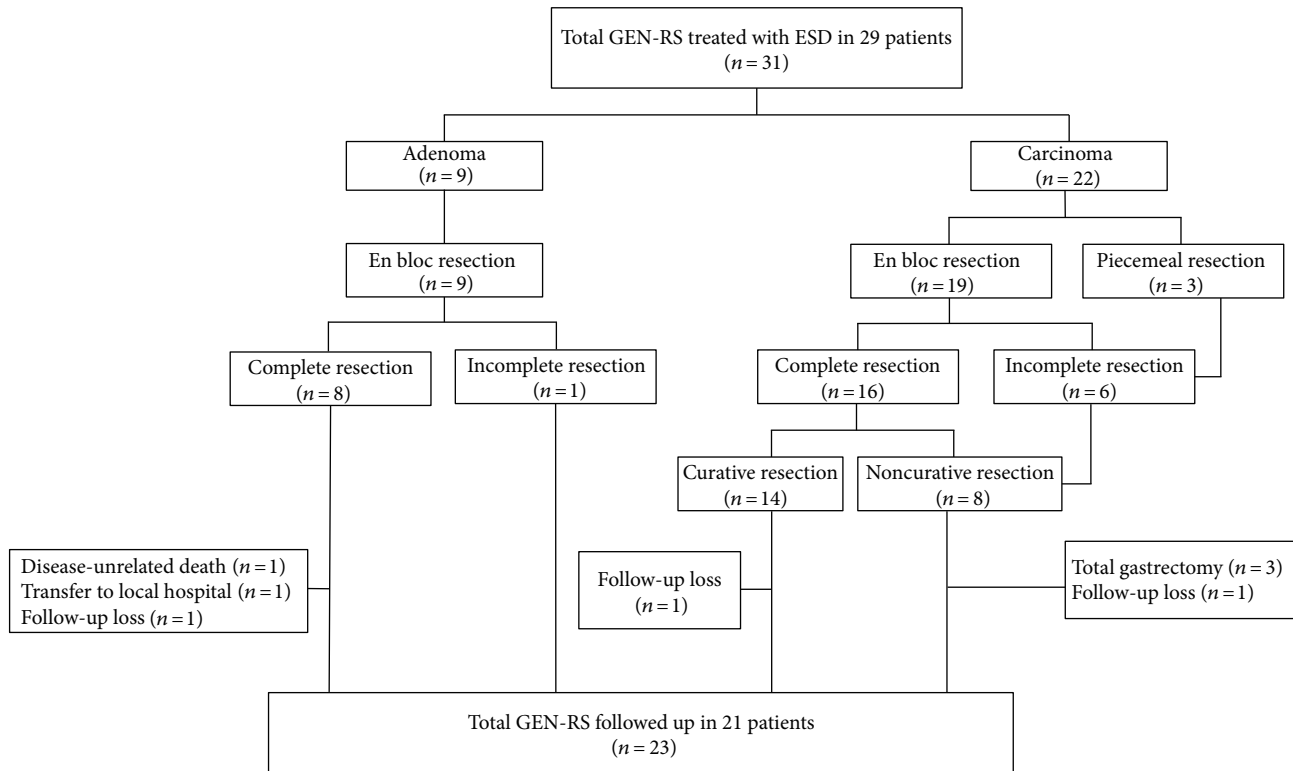 Total GEN-RS treated with ESD in 29 patients
(n = 31)
Adenoma
(n = 9)
Carcinoma
(n = 22)
En bloc resection
(n = 9)
En bloc resection
(n = 19)
Piecemeal resection
(n = 3)
Complete resection
(n = 8)
Incomplete resection
(n = 1)
Complete resection
(n = 16)
Incomplete resection
(n = 6)
Curative resection
(n = 14)
Noncurative resection
(n = 8)
Disease-unrelated death (n = 1)
Transfer to local hospital (n = 1)
Follow-up loss (n = 1)
Follow-up loss
(n = 1)
Total gastrectomy (n = 3)
Follow-up loss (n = 1)
Total GEN-RS followed up in 21 patients
(n = 23)